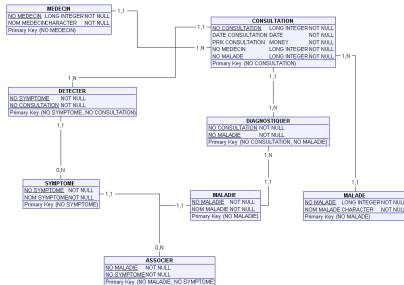 MEDECIN
NO MEDECIN LONG INTEGER NOT NULL
NOM MEDECIN CHARACTER NOT NULL
Primary Key (NO MEDECIN)
1,1
1,1
1,N
CONSULTATION
NO CONSULTATION LONG INTEGER NOT NULL
DATE CONSULTATION DATE NOT NULL
PRIX CONSULTATION MONEY NOT NULL
NO MEDECIN LONG INTEGER NOT NULL
NO MALADE LONG INTEGER NOT NULL
Primary Key (NO CONSULTATION)
1,N
1,1
1,N
DETECTER
NO SYMPTOME NOT NULL
NO CONSULTATION NOT NULL
Primary Key (NO SYMPTOME, NO CONSULTATION)
1,1
1,N
DIAGNOSTIQUER
NO CONSULTATION NOT NULL
NO MALADIE NOT NULL
Primary Key (NO CONSULTATION, NO MALADIE)
1,N
0,N
SYMPTOME
NO SYMPTOME NOT NULL
NOM SYMPTOME NOT NULL
Primary Key (NO SYMPTOME)
1,1
1,1
1,1
1,1
MALADIE
NO MALADIE NOT NULL
NOM MALADIE NOT NULL
Primary Key (NO MALADIE)
MALADE
NO MALADE LONG INTEGER NOT NULL
NOM MALADE CHARACTER NOT NULL
Primary Key (NO MALADE)
0,N
ASSOCIER
NO MALADIE NOT NULL
NO SYMPTOME NOT NULL
Primary Key (NO MALADIE, NO SYMPTOME)